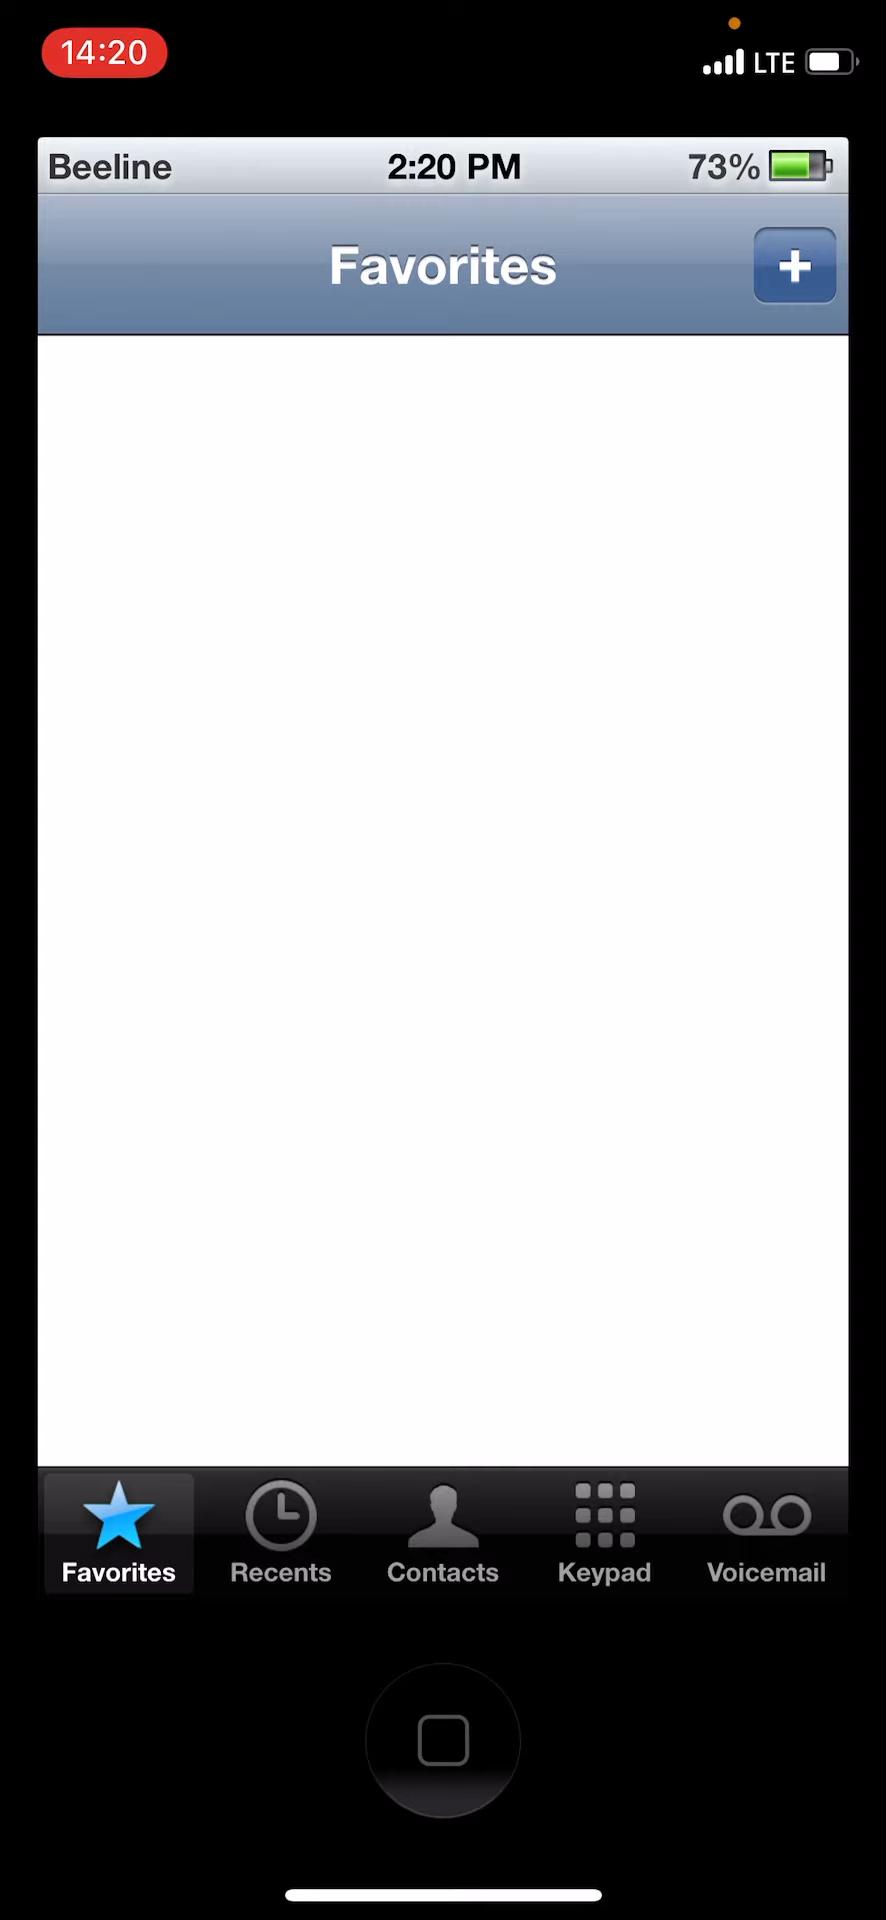 14:20 LTE
Beeline 2:20 PM 73%
Favorites +
Favorites Recents Contacts Keypad Voicemail